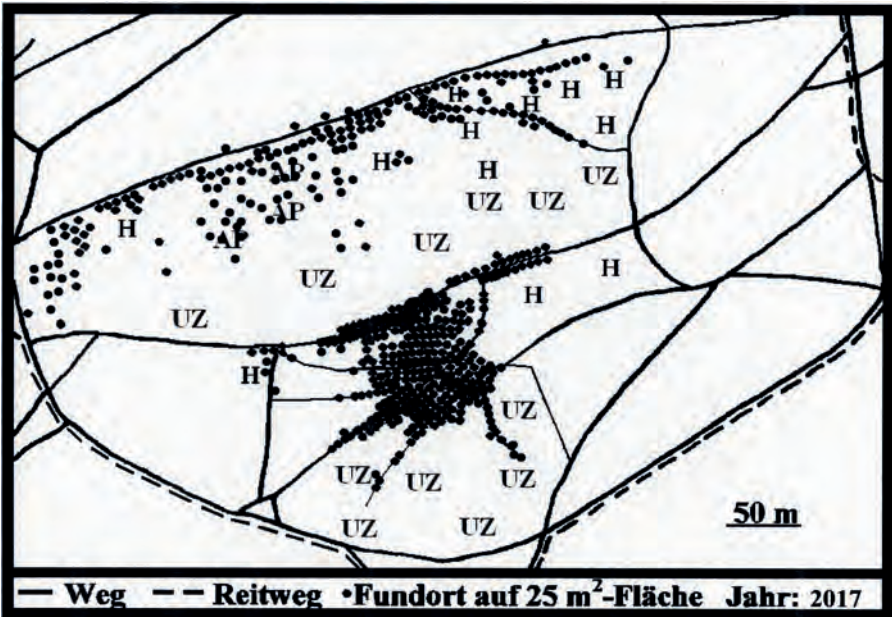 H
H
H
H
H
H
AP
H
H
UZ
AP
UZ
UZ
H
AP
UZ
H
UZ
H
UZ
H
UZ
UZ
UZ
UZ
UZ
UZ
50 m
— Weg — — Reitweg •Fundort auf 25 m²-Fläche Jahr: 2017